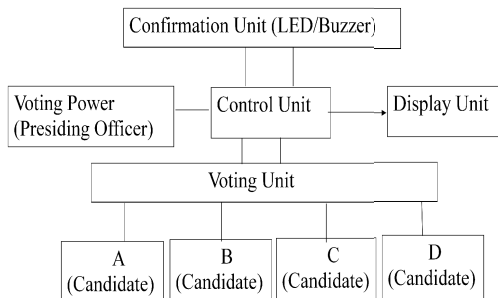 Confirmation Unit (LED/Buzzer)
Voting Power
(Presiding Officer)
Control Unit
Display Unit
Voting Unit
A
(Candidate)
B
(Candidate)
C
(Candidate)
D
(Candidate)